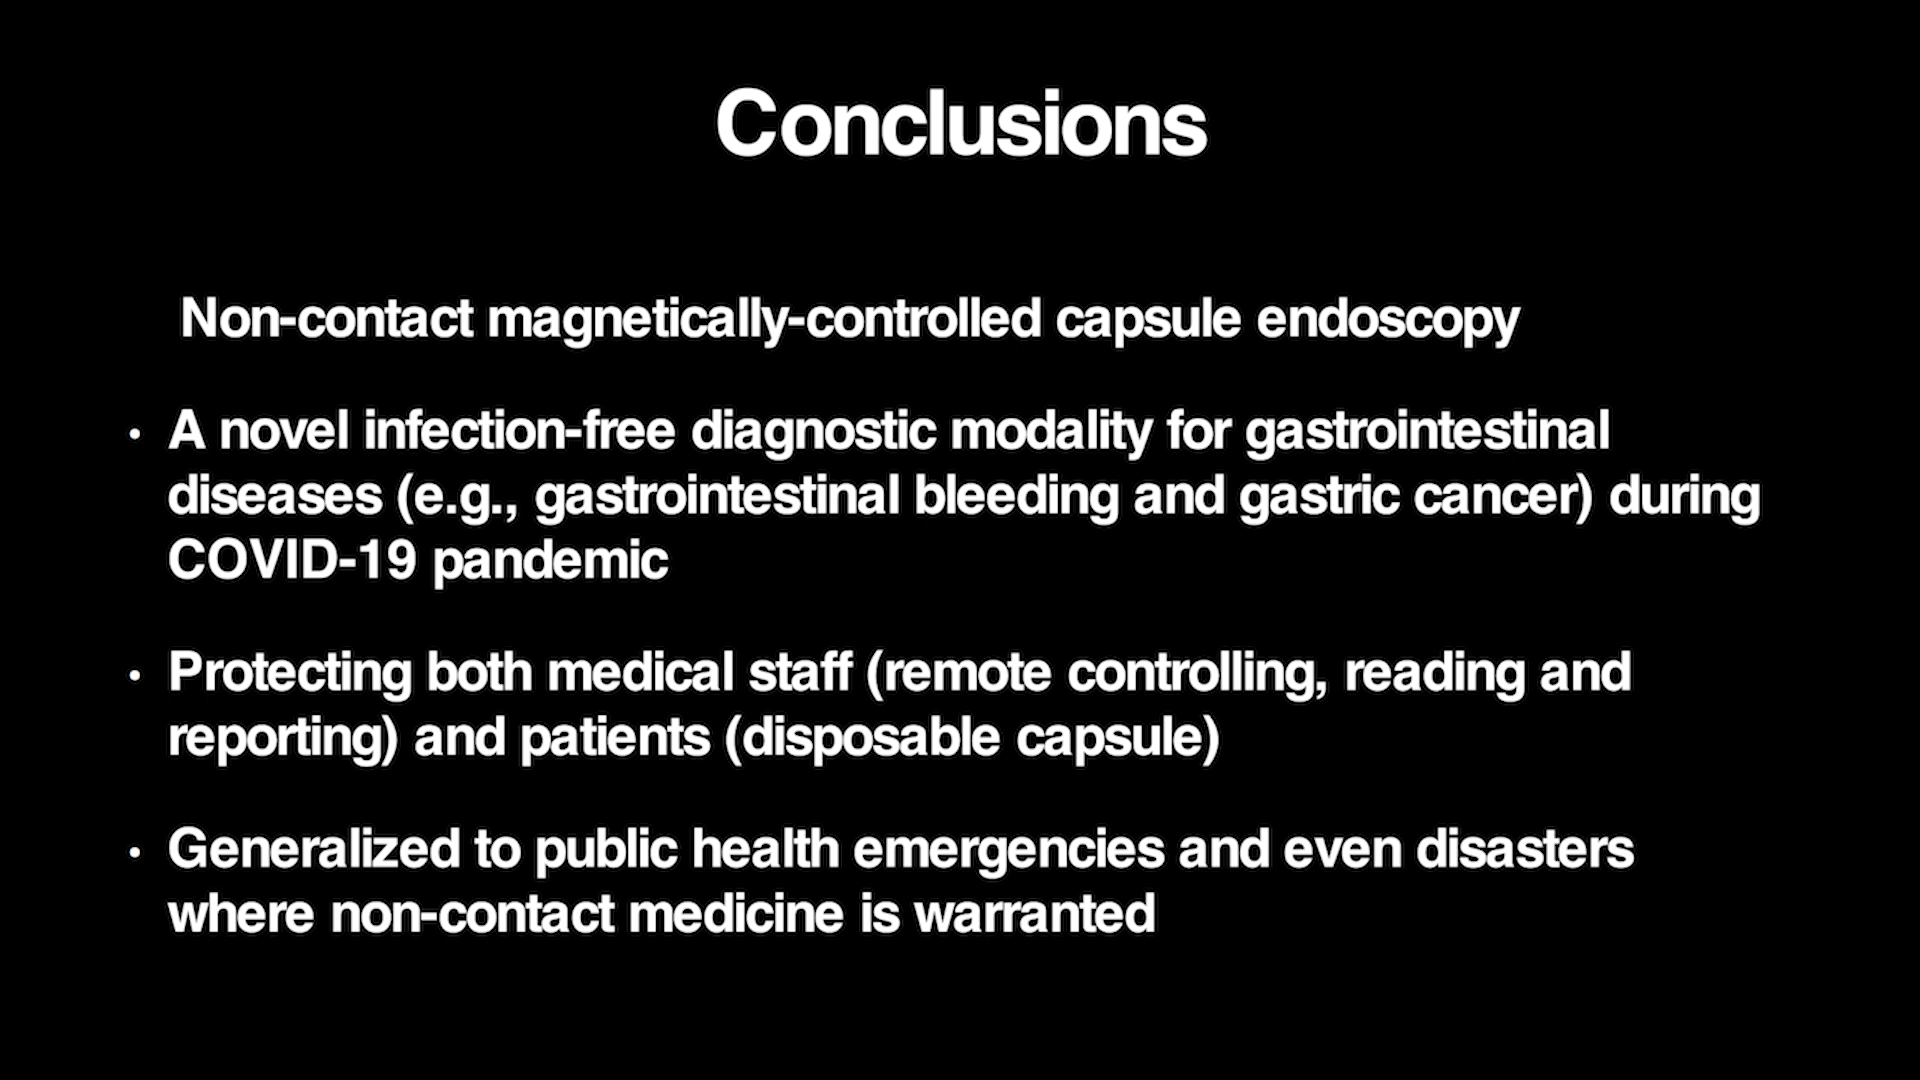 Conclusions
Non-contact magnetically-controlled capsule endoscopy
• A novel infection-free diagnostic modality for gastrointestinal
diseases (e.g., gastrointestinal bleeding and gastric cancer) during
COVID-19 pandemic
• Protecting both medical staff (remote controlling, reading and
reporting) and patients (disposable capsule)
• Generalized to public health emergencies and even disasters
where non-contact medicine is warranted